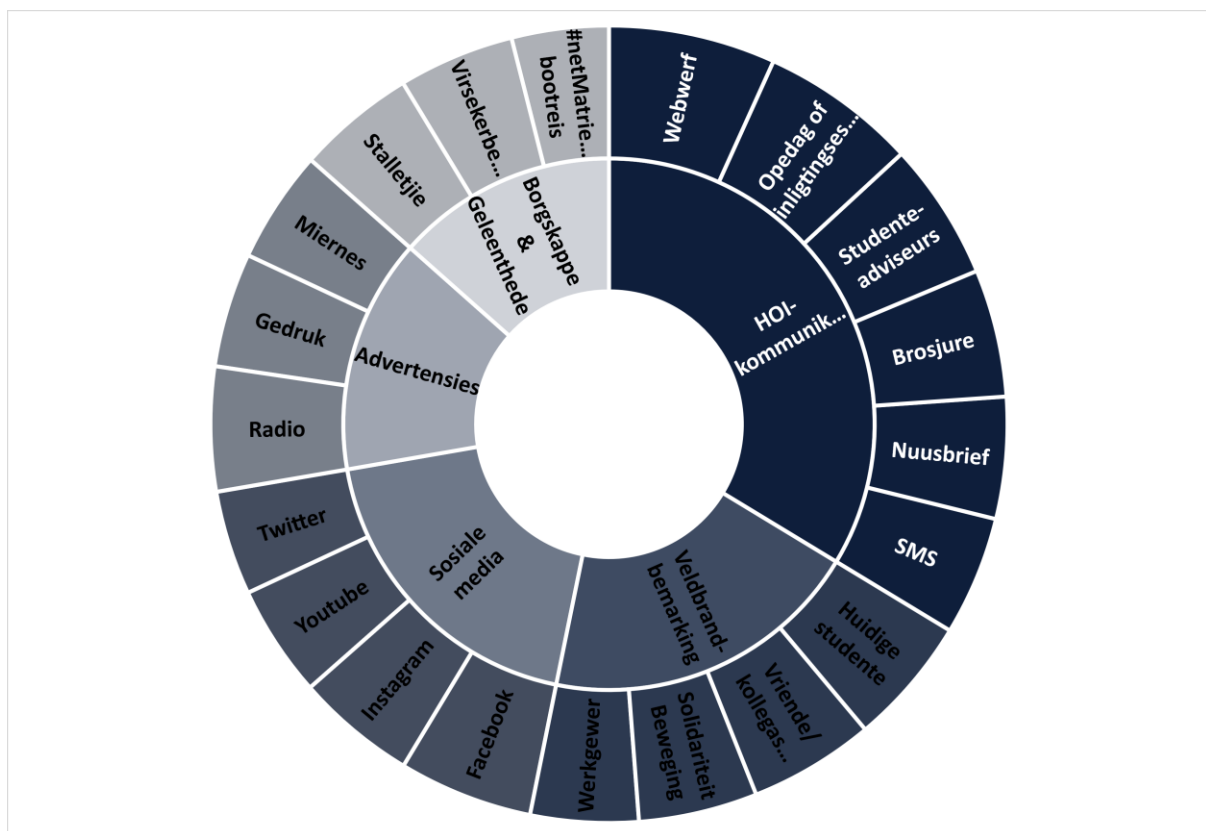 Webwerf
Opedag of
inligtingses...
Studente-
adviseurs
Brosjure
Nuusbrief
SMS
Huidige
studente
Vriende/
kollegas...
Solidariteit
Beweging
Werkgewer
Facebook
Instagram
Youtube
Twitter
Radio
Gedruk
Miernes
Stalletjie
Virsekerbe...
#netMatrie...
bootreis
HOI-
kommunik...
Veldbrand-
bemarking
Sosiale
media
Advertensies
Borgskappe
&
Geleenthede